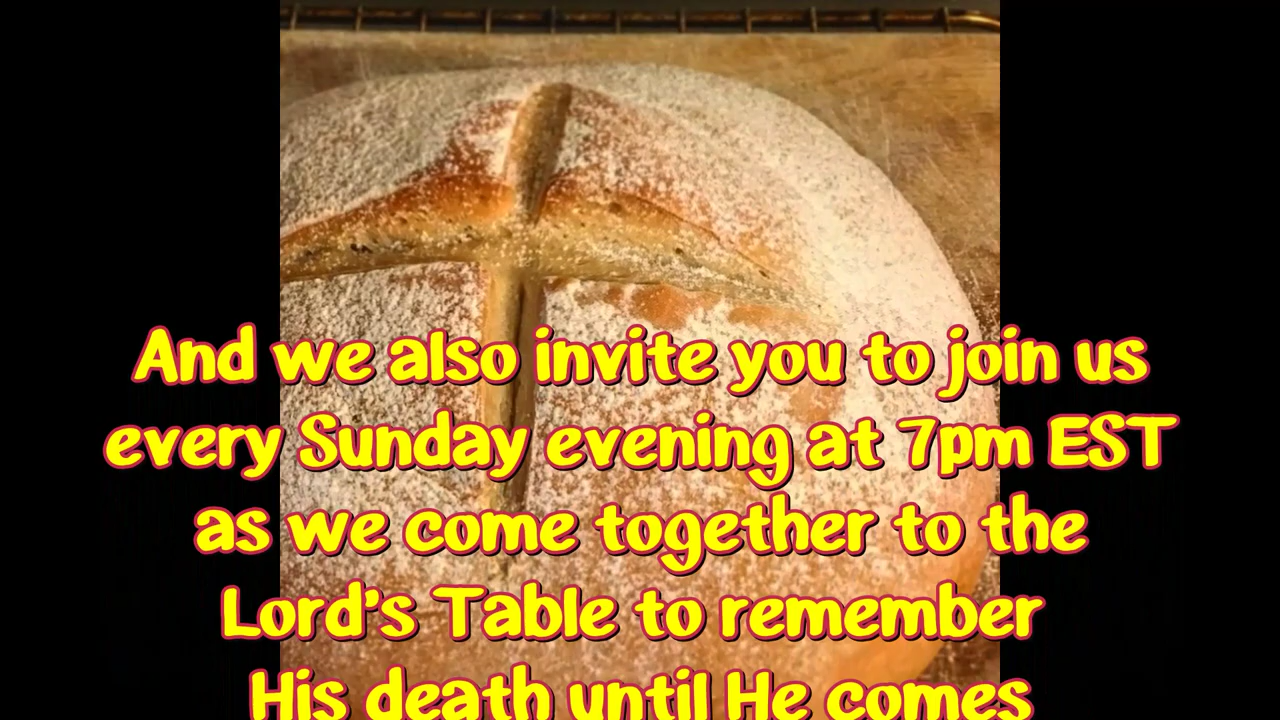 And we also invite you to join us
every Sunday evening at 7pm EST
as we come together to the
Lord's Table to remember
His death until He comes